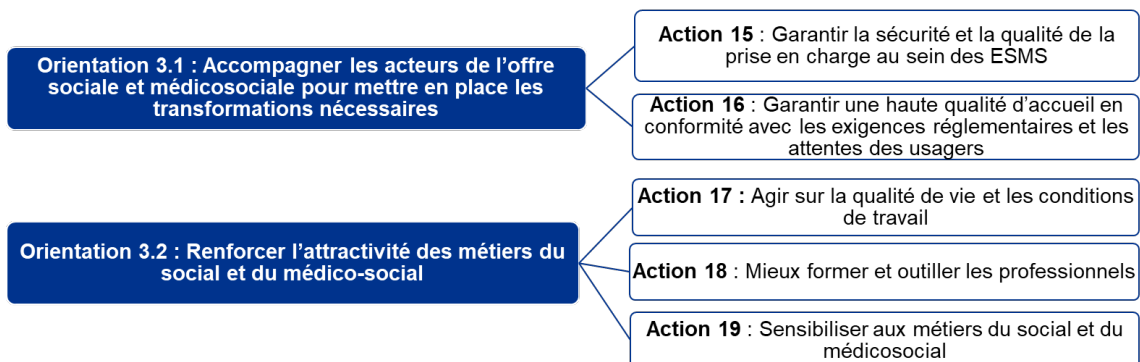 Orientation 3.1 : Accompagner les acteurs de l'offre
sociale et médicosociale pour mettre en place les
transformations nécessaires
Action 15 : Garantir la sécurité et la qualité de la
prise en charge au sein des ESMS
Action 16 : Garantir une haute qualité d'accueil en
conformité avec les exigences réglementaires et les
attentes des usagers
Orientation 3.2 : Renforcer l'attractivité des métiers du
social et du médico-social
Action 17 : Agir sur la qualité de vie et les conditions
de travail
Action 18 : Mieux former et outiller les professionnels
Action 19 : Sensibiliser aux métiers du social et du
médicosocial